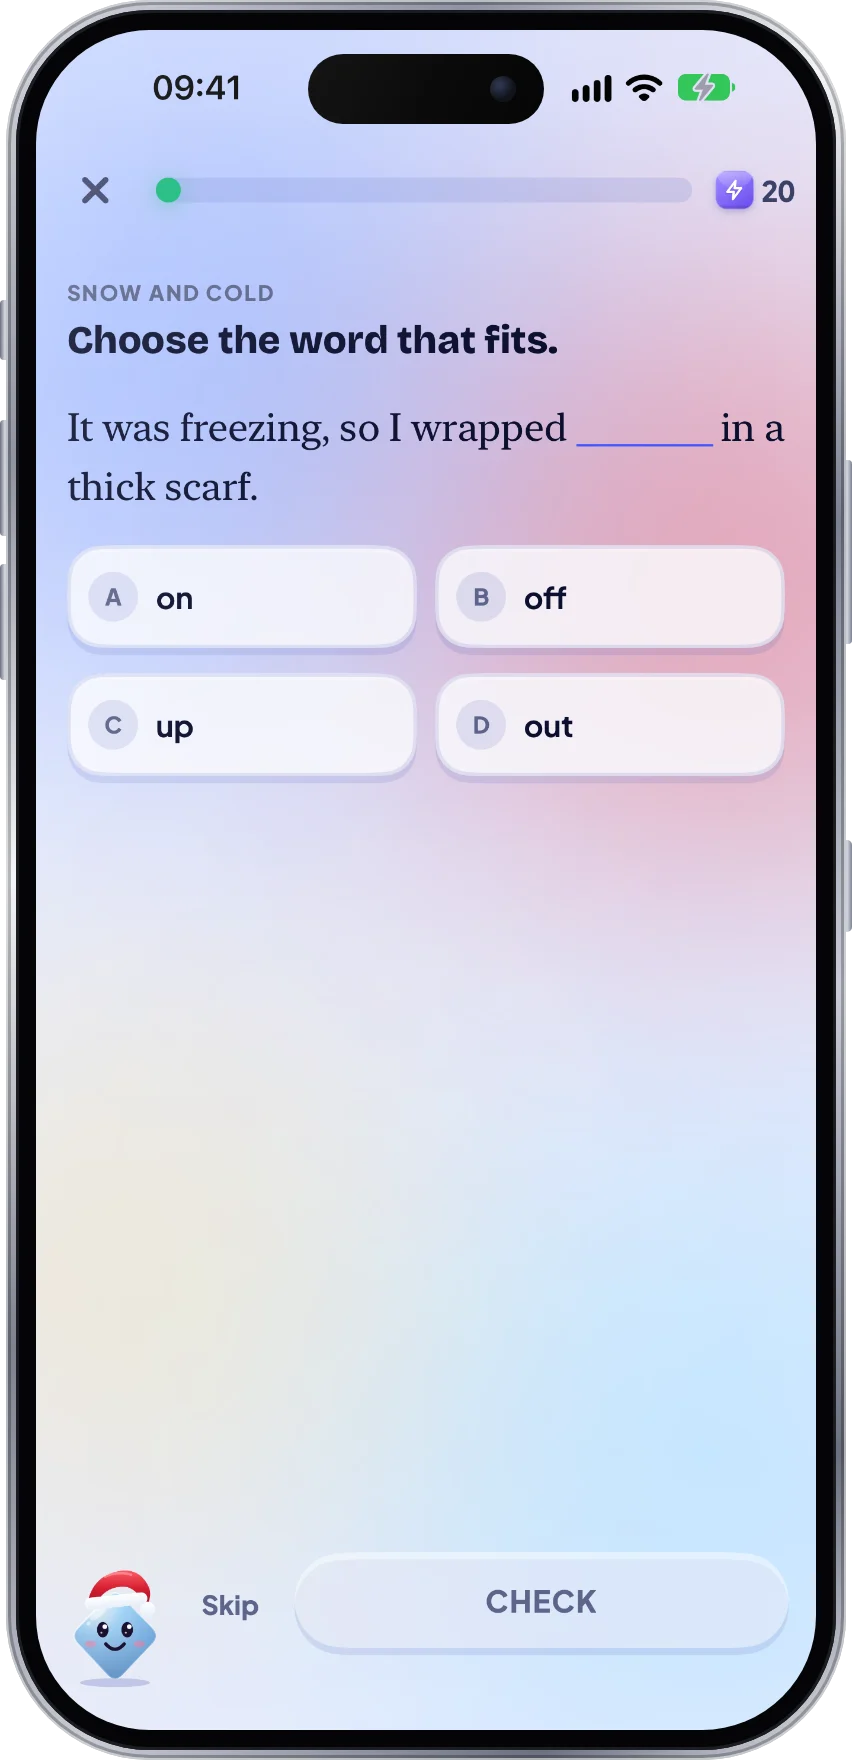 09:41
20
SNOW AND COLD
Choose the word that fits.
It was freezing, so I wrapped ________ in a
thick scarf.
A on
B off
C up
D out
Skip
CHECK